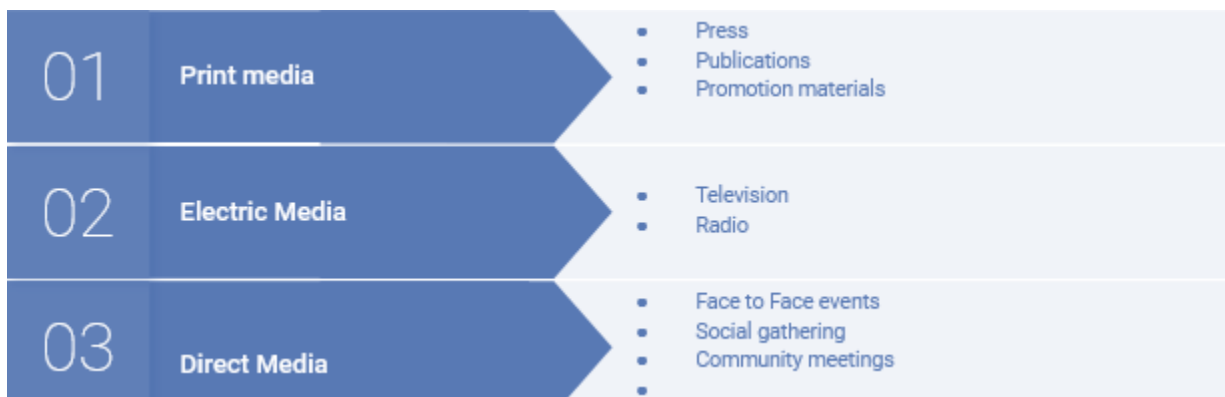 01
Print media
Press
Publications
Promotion materials
02
Electric Media
Television
Radio
03
Direct Media
Face to Face events
Social gathering
Community meetings